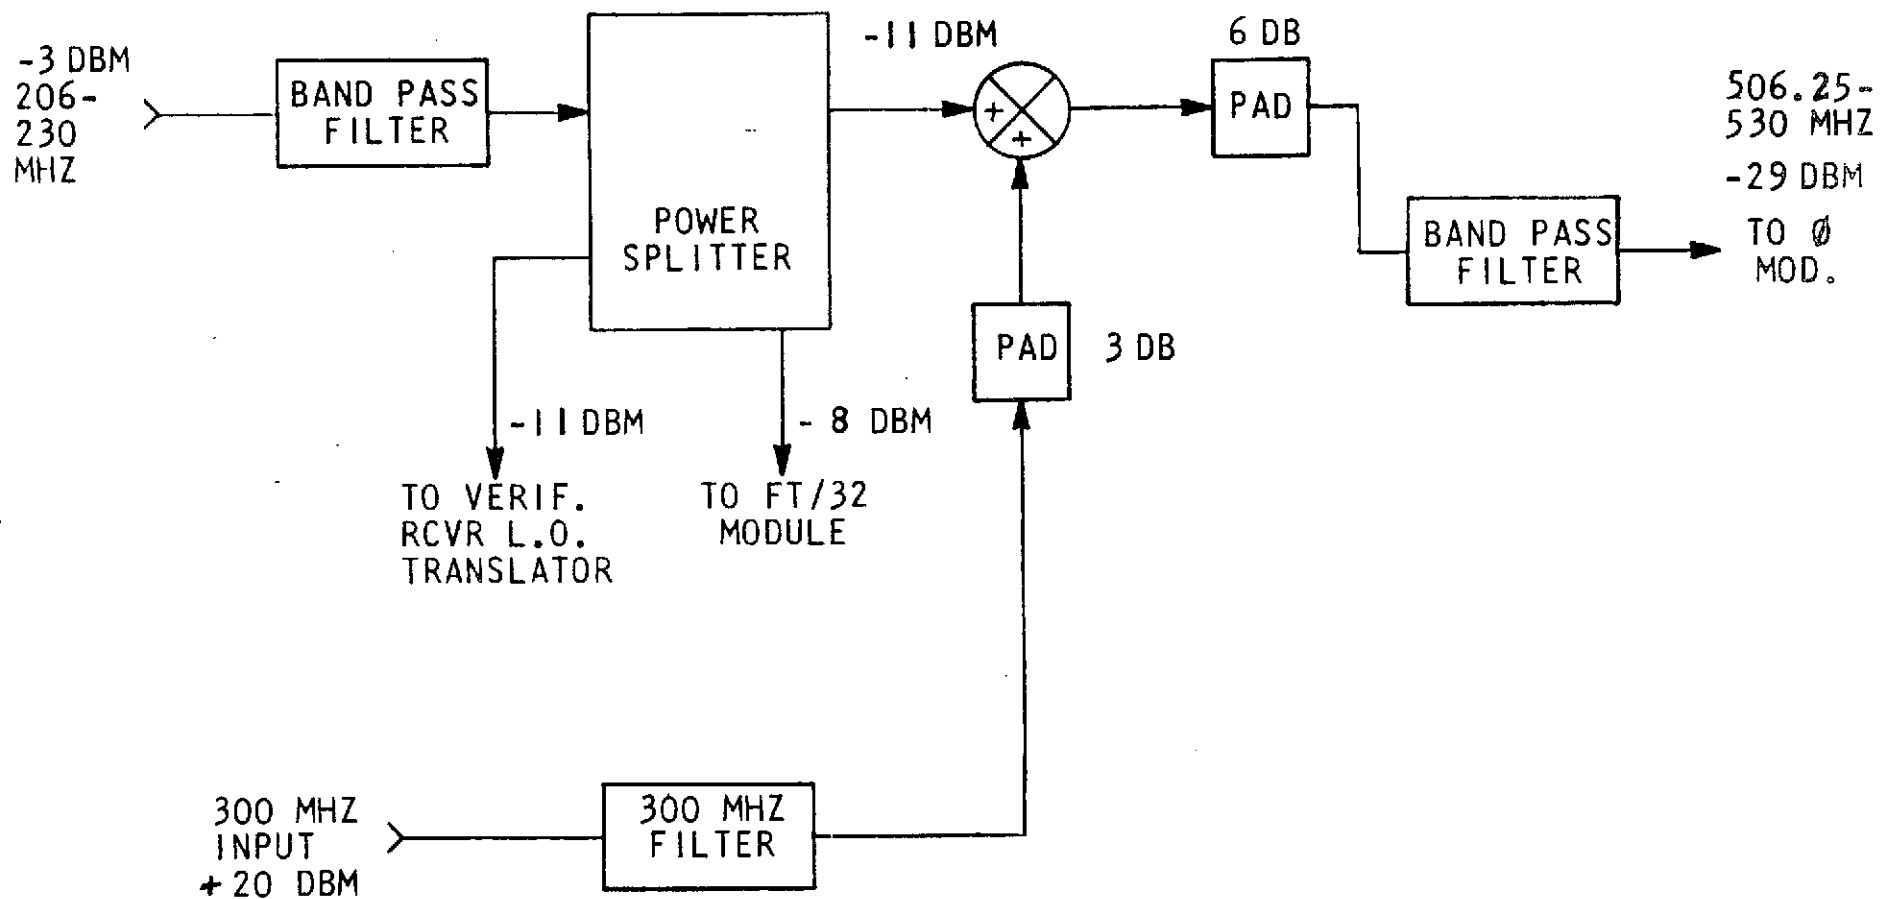 -3 DBM
206-
230
MHZ
BAND PASS
FILTER
POWER
SPLITTER
-11 DBM
+
+
6 DB
PAD
506.25-
530 MHZ
-29 DBM
TO Ø
MOD.
BAND PASS
FILTER
PAD
3 DB
-11 DBM
- 8 DBM
TO VERIF.
RCVR L.O.
TRANSLATOR
TO FT/32
MODULE
300 MHZ
INPUT
+20 DBM
300 MHZ
FILTER